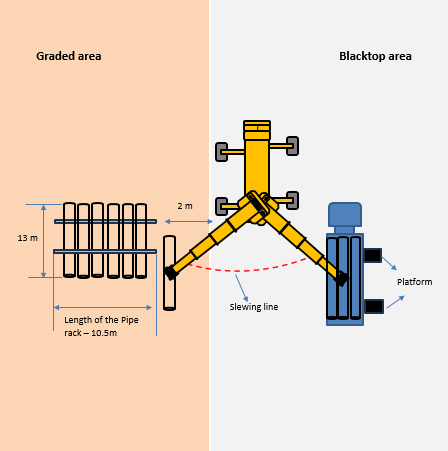 Graded area
Blacktop area
2 m
13 m
Platform
Slewing line
Length of the Pipe
rack – 10.5m